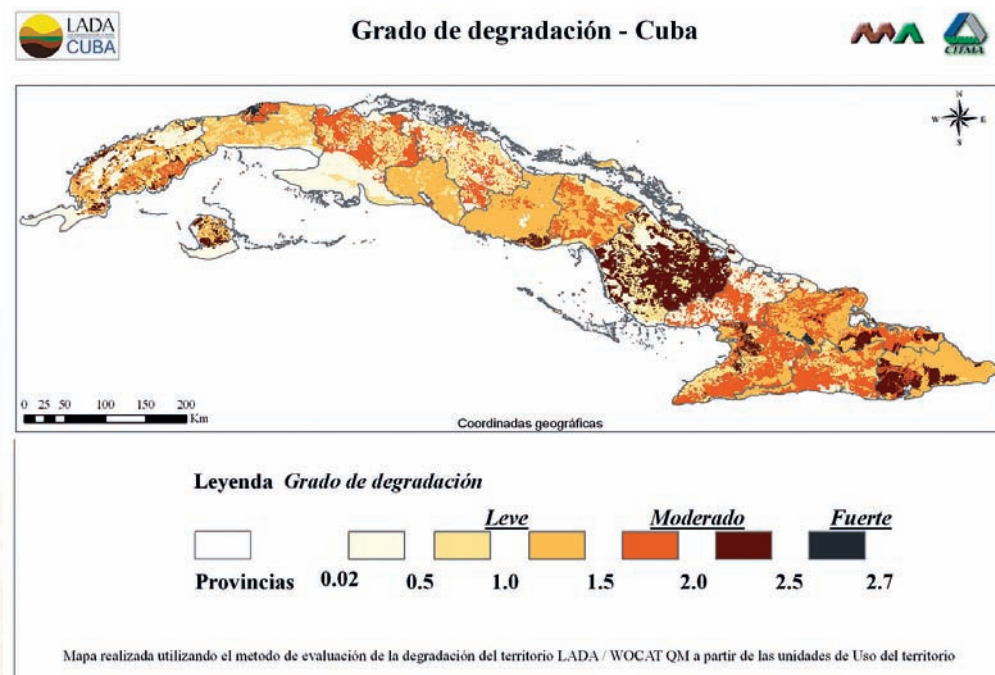 LADA
CUBA
Grado de degradación - Cuba
CITMA
N
W E
S
0 25 50 100 150 200
Km
Coordinadas geográficas
Leyenda Grado de degradación
Leve Moderado Fuerte
Provincias 0.02 0.5 1.0 1.5 2.0 2.5 2.7
Mapa realizada utilizando el metodo de evaluación de la degradación del territorio LADA / WOCAT QM a partir de las unidades de Uso del territorio